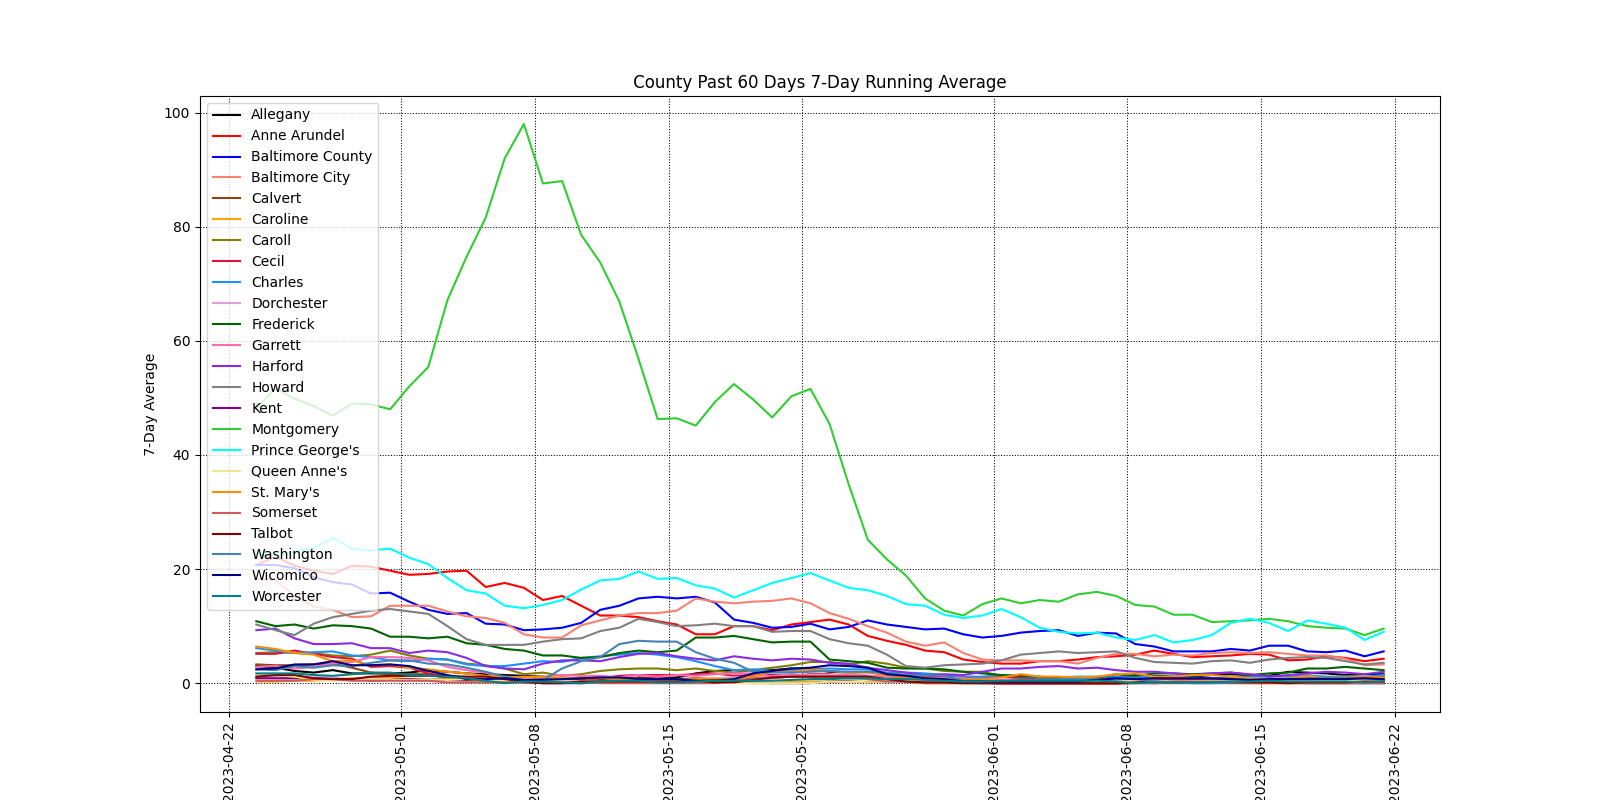 County Past 60 Days 7-Day Running Average
100
80
60
40
20
0
7-Day Average
Allegany
Anne Arundel
Baltimore County
Baltimore City
Calvert
Caroline
Caroll
Cecil
Charles
Dorchester
Frederick
Garrett
Harford
Howard
Kent
Montgomery
Prince George's
Queen Anne's
St. Mary's
Somerset
Talbot
Washington
Wicomico
Worcester
2023-04-22
2023-05-01
2023-05-08
2023-05-15
2023-05-22
2023-06-01
2023-06-08
2023-06-15
2023-06-22